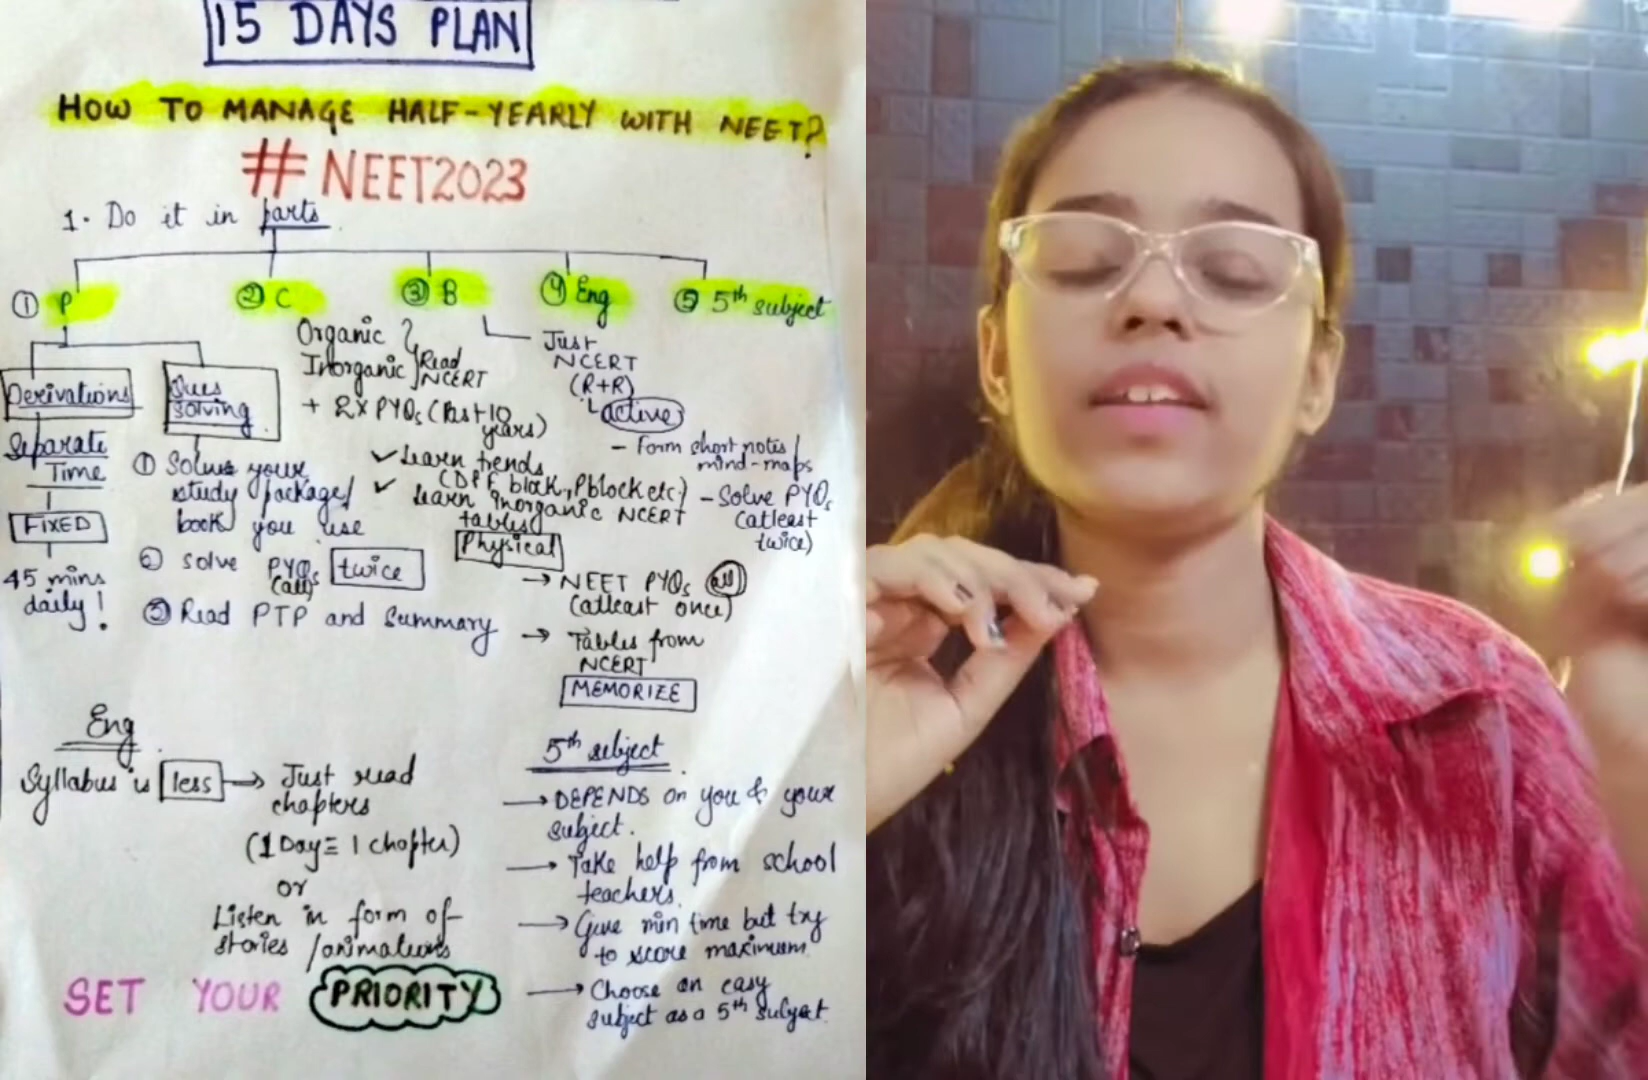 15 DAYS PLAN
HOW TO MANAGE HALF-YEARLY WITH NEET?
#NEET2023
1. Do it in parts
① P
② C
③ B
④ Eng
⑤ 5th subject
Derivations
Separate
Time
FIXED
45 mins
daily!
Ques
solving
① Solve your
study package/
book you use
② solve PYQs twice
(all)
③ Read PTP and summary
Organic
Inorganic
Read
NCERT
+ 2x PYQs (Past 10
years)
✓ Learn trends
(D & F block, P block etc)
✓ Learn inorganic NCERT
tables
Physical
→ NEET PYQs (all)
(atleast once)
→ Tables from
NCERT
MEMORIZE
Just
NCERT
(R+R)
active
- Form short notes/
mind-maps
- Solve PYQs
(atleast
twice)
Eng
Syllabus is less → Just read
chapters
(1 Day = 1 chapter)
or
Listen in form of
stories /animations
5th subject
→ DEPENDS on you & your
subject.
→ Take help from school
teachers.
→ Give min time but try
to score maximum
→ Choose an easy
subject as a 5th subject
SET YOUR PRIORITY